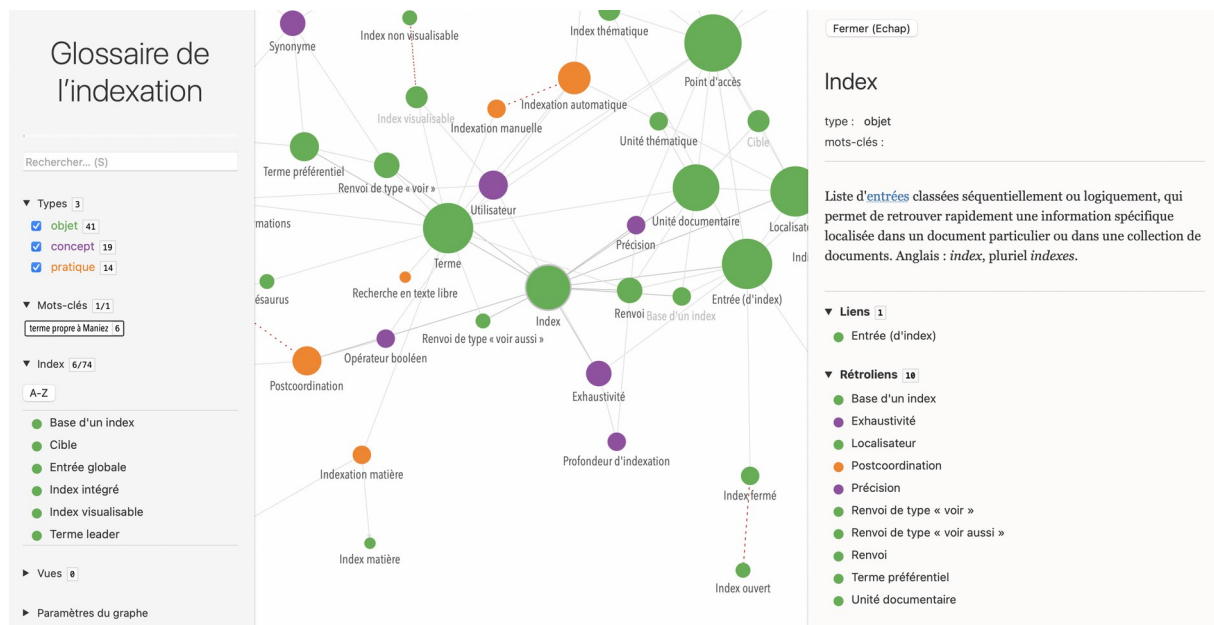 Glossaire de
l'indexation
Rechercher... (S)
▼ Types 3
objet 41
concept 19
pratique 14
▼ Mots-clés 1/1
terme propre à Maniez 6
▼ Index 6/74
A-Z
Base d'un index
Cible
Entrée globale
Index intégré
Index visualisable
Terme leader
▶ Vues 0
▶ Paramètres du graphe
Synonyme
Index non visualisable
Index thématique
Point d'accès
Indexation automatique
Index visualisable
Indexation manuelle
Unité thématique
Cible
Terme préférentiel
Renvoi de type « voir »
Utilisateur
Unité documentaire
mations
Précision
Localisat
Terme
Ind
ésaurus
Recherche en texte libre
Index
Renvoi
Base d'un index
Entrée (d'index)
Renvoi de type « voir aussi »
Opérateur booléen
Postcoordination
Exhaustivité
Profondeur d'indexation
Indexation matière
Index fermé
Index matière
Index ouvert
Fermer (Echap)
Index
type : objet
mots-clés :
Liste d'entrées classées séquentiellement ou logiquement, qui
permet de retrouver rapidement une information spécifique
localisée dans un document particulier ou dans une collection de
documents. Anglais : index, pluriel indexes.
▼ Liens 1
Entrée (d'index)
▼ Rétroliens 10
Base d'un index
Exhaustivité
Localisateur
Postcoordination
Précision
Renvoi de type « voir »
Renvoi de type « voir aussi »
Renvoi
Terme préférentiel
Unité documentaire